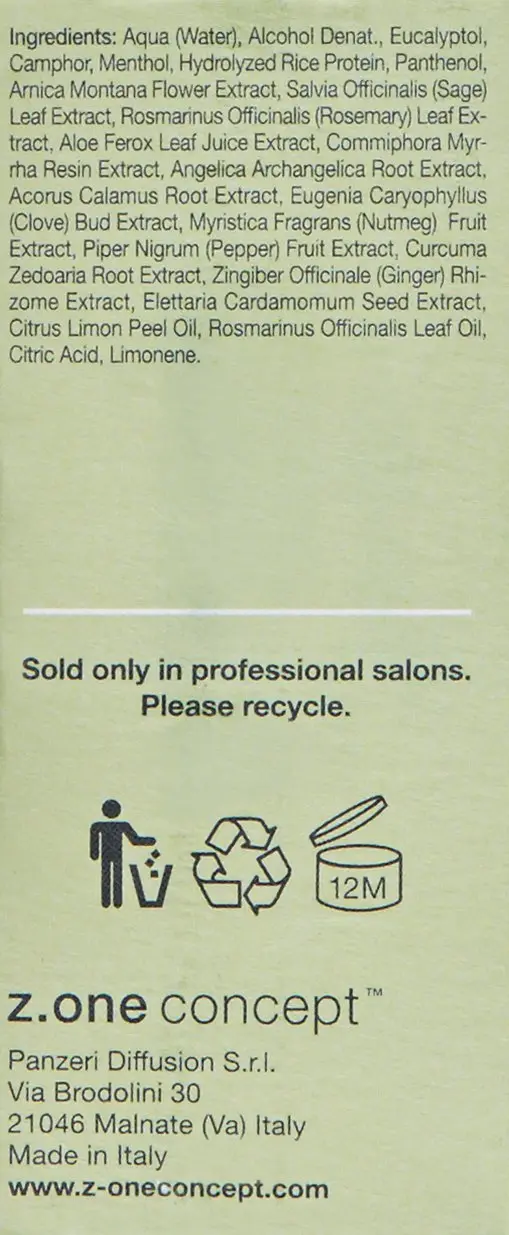 Ingredients: Aqua (Water), Alcohol Denat., Eucalyptol,
Camphor, Menthol, Hydrolyzed Rice Protein, Panthenol,
Arnica Montana Flower Extract, Salvia Officinalis (Sage)
Leaf Extract, Rosmarinus Officinalis (Rosemary) Leaf Ex-
tract, Aloe Ferox Leaf Juice Extract, Commiphora Myr-
rha Resin Extract, Angelica Archangelica Root Extract,
Acorus Calamus Root Extract, Eugenia Caryophyllus
(Clove) Bud Extract, Myristica Fragrans (Nutmeg) Fruit
Extract, Piper Nigrum (Pepper) Fruit Extract, Curcuma
Zedoaria Root Extract, Zingiber Officinale (Ginger) Rhi-
zome Extract, Elettaria Cardamomum Seed Extract,
Citrus Limon Peel Oil, Rosmarinus Officinalis Leaf Oil,
Citric Acid, Limonene.
Sold only in professional salons.
Please recycle.
12M
z.one concept™
Panzeri Diffusion S.r.l.
Via Brodolini 30
21046 Malnate (Va) Italy
Made in Italy
www.z-oneconcept.com